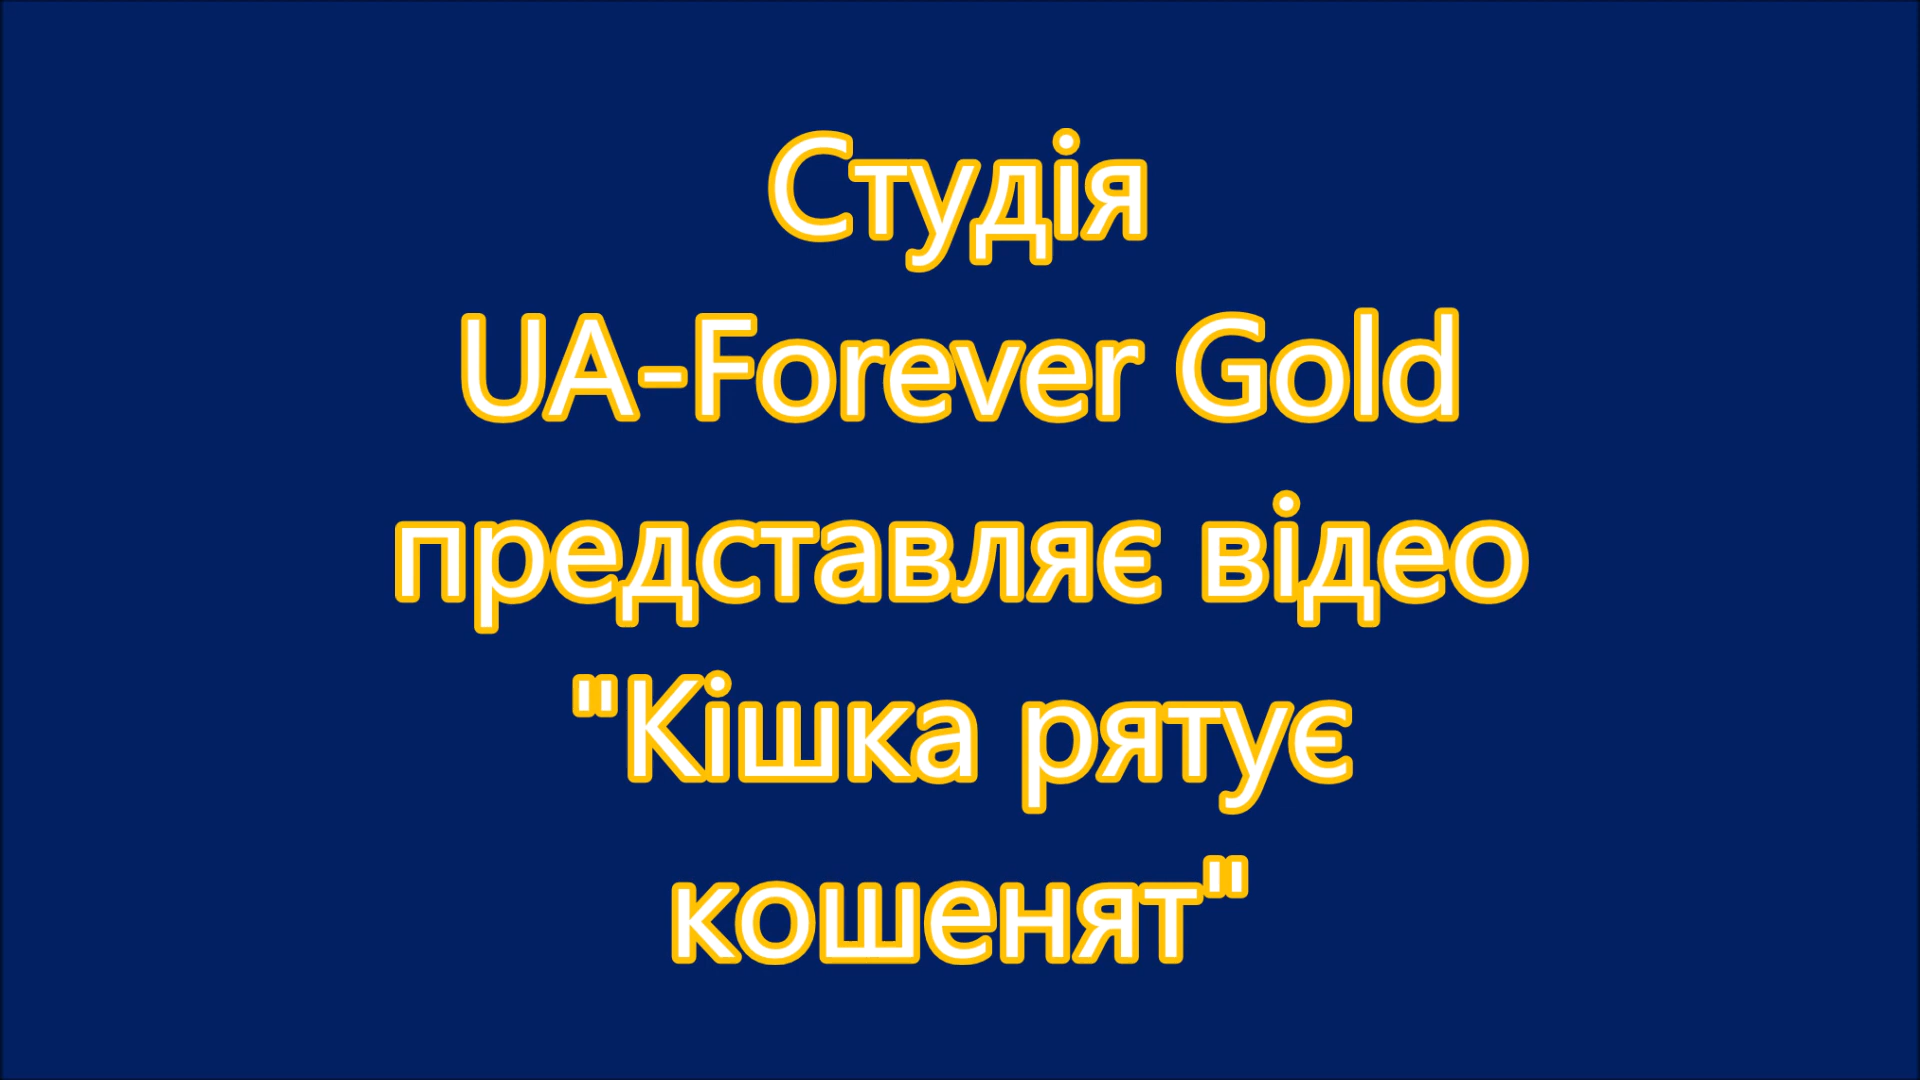 Студія
UA-Forever Gold
представляє відео
"Кішка рятує
кошенят"